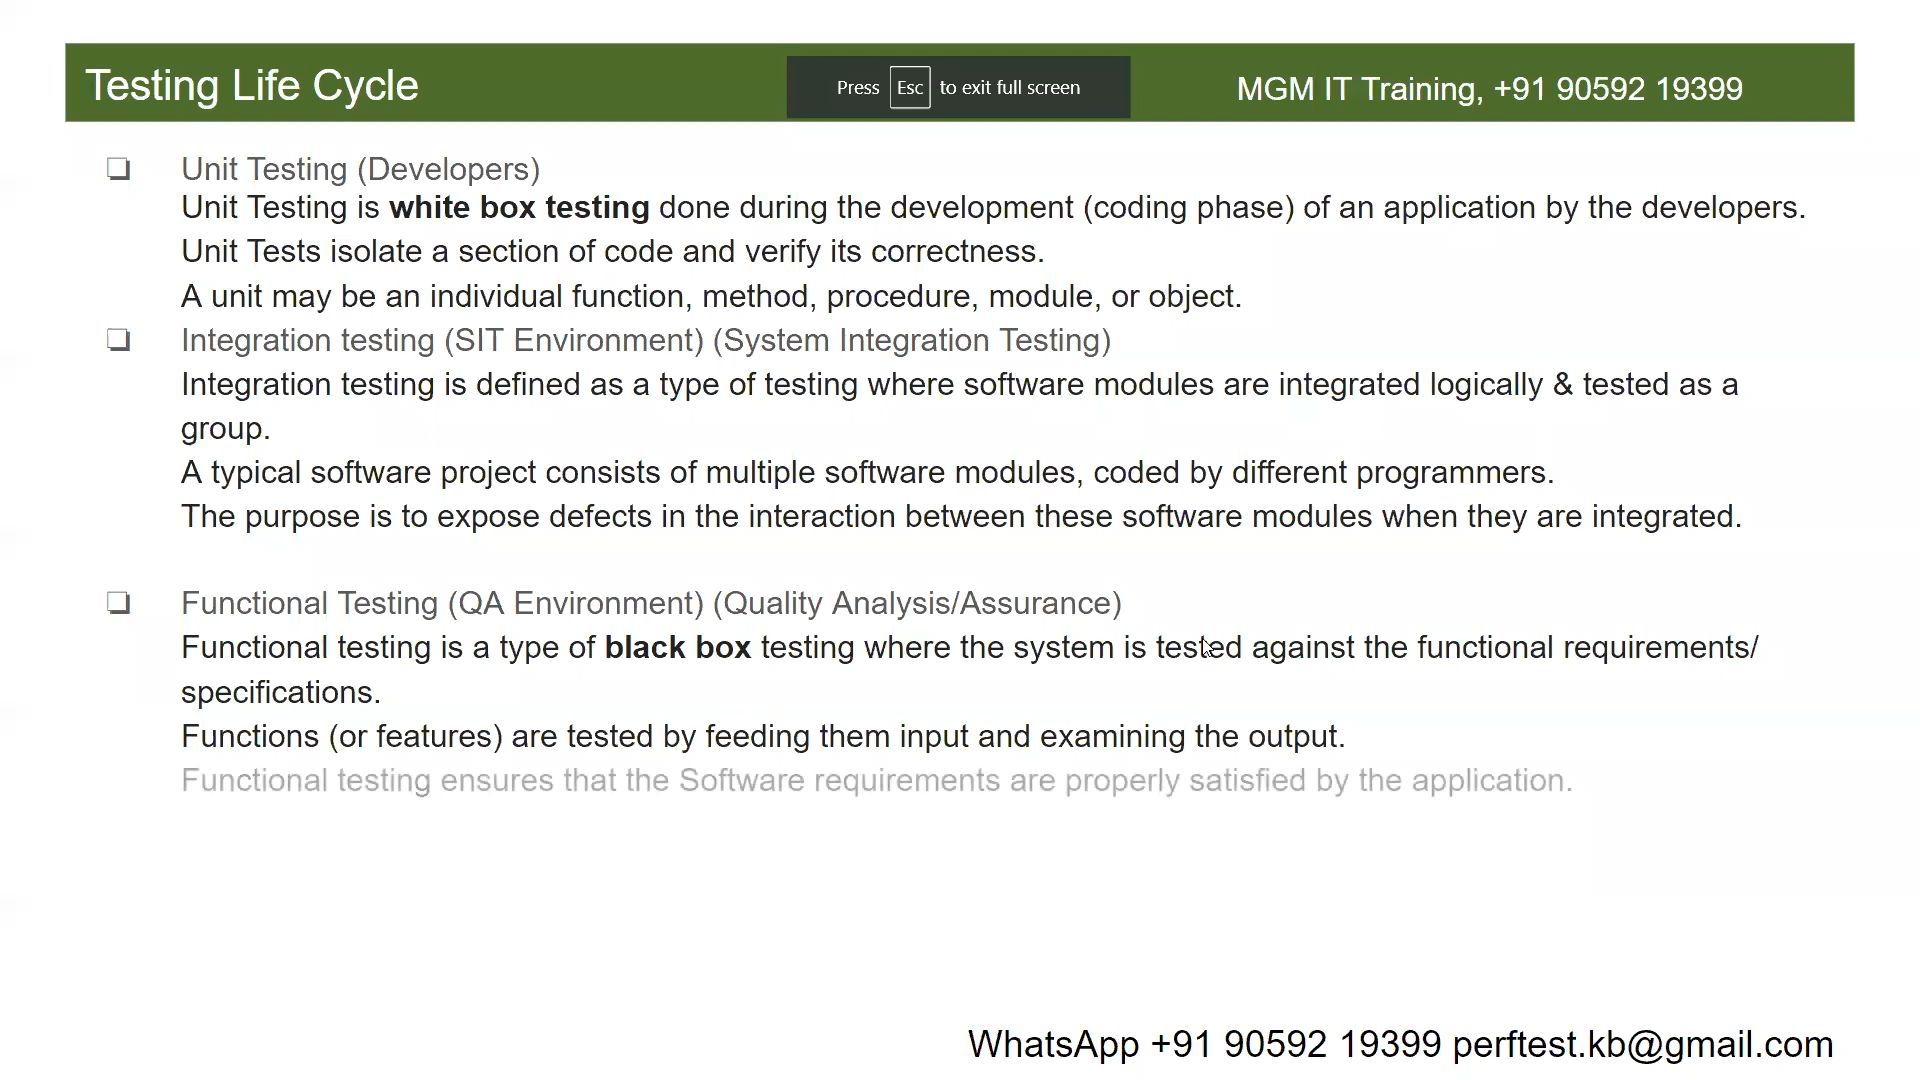 Testing Life Cycle
Press Esc to exit full screen
MGM IT Training, +91 90592 19399
❏ Unit Testing (Developers)
Unit Testing is white box testing done during the development (coding phase) of an application by the developers.
Unit Tests isolate a section of code and verify its correctness.
A unit may be an individual function, method, procedure, module, or object.
❏ Integration testing (SIT Environment) (System Integration Testing)
Integration testing is defined as a type of testing where software modules are integrated logically & tested as a
group.
A typical software project consists of multiple software modules, coded by different programmers.
The purpose is to expose defects in the interaction between these software modules when they are integrated.
❏ Functional Testing (QA Environment) (Quality Analysis/Assurance)
Functional testing is a type of black box testing where the system is tested against the functional requirements/
specifications.
Functions (or features) are tested by feeding them input and examining the output.
Functional testing ensures that the Software requirements are properly satisfied by the application.
WhatsApp +91 90592 19399 perftest.kb@gmail.com